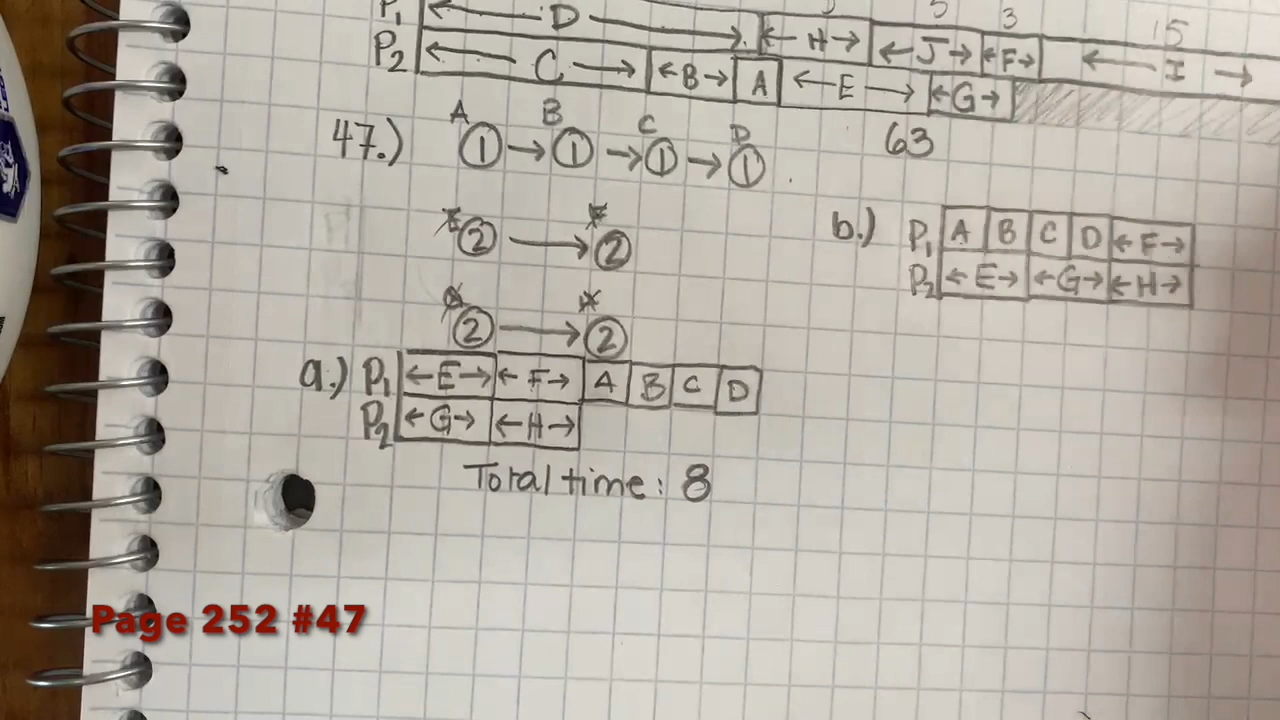 5 3 15
P1 ← D → ← H → ← J → ← F → ← I →
P2 ← C → ← B → A ← E → ← G →
47.) A B C D 63
① → ① → ① → ①
E F
② → ②
G H
② → ②
a.) P1 ← E → ← F → A B C D
P2 ← G → ← H →
Total time: 8
b.) P1 A B C D ← F →
P2 ← E → ← G → ← H →
Page 252 #47